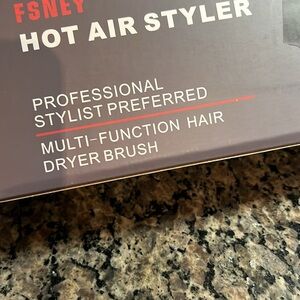 FSNEY
HOT AIR STYLER
PROFESSIONAL
STYLIST PREFERRED
MULTI-FUNCTION HAIR
DRYER BRUSH